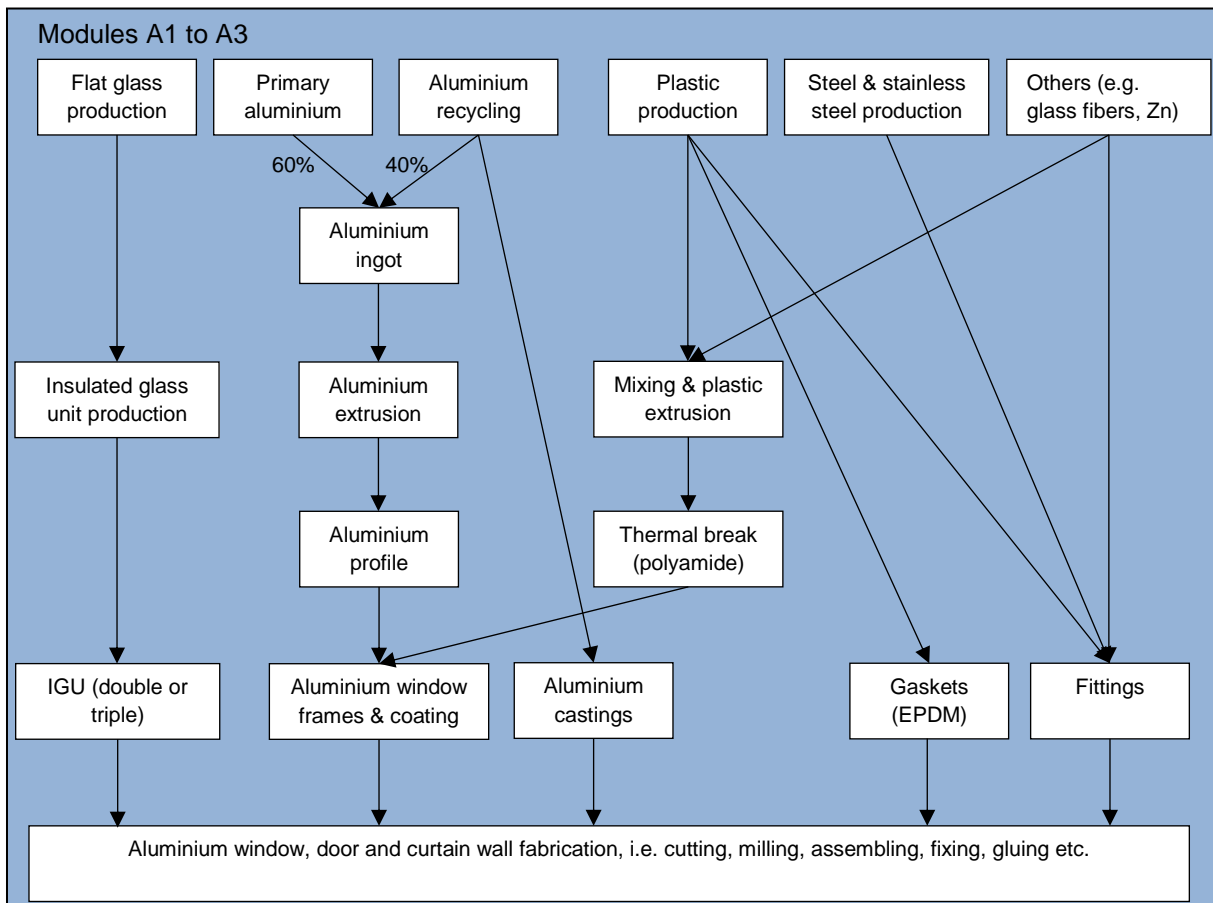 Modules A1 to A3
Flat glass
production
Primary
aluminium
Aluminium
recycling
Plastic
production
Steel & stainless
steel production
Others (e.g.
glass fibers, Zn)
60%
40%
Aluminium
ingot
Insulated glass
unit production
Aluminium
extrusion
Mixing & plastic
extrusion
Aluminium
profile
Thermal break
(polyamide)
IGU (double or
triple)
Aluminium window
frames & coating
Aluminium
castings
Gaskets
(EPDM)
Fittings
Aluminium window, door and curtain wall fabrication, i.e. cutting, milling, assembling, fixing, gluing etc.